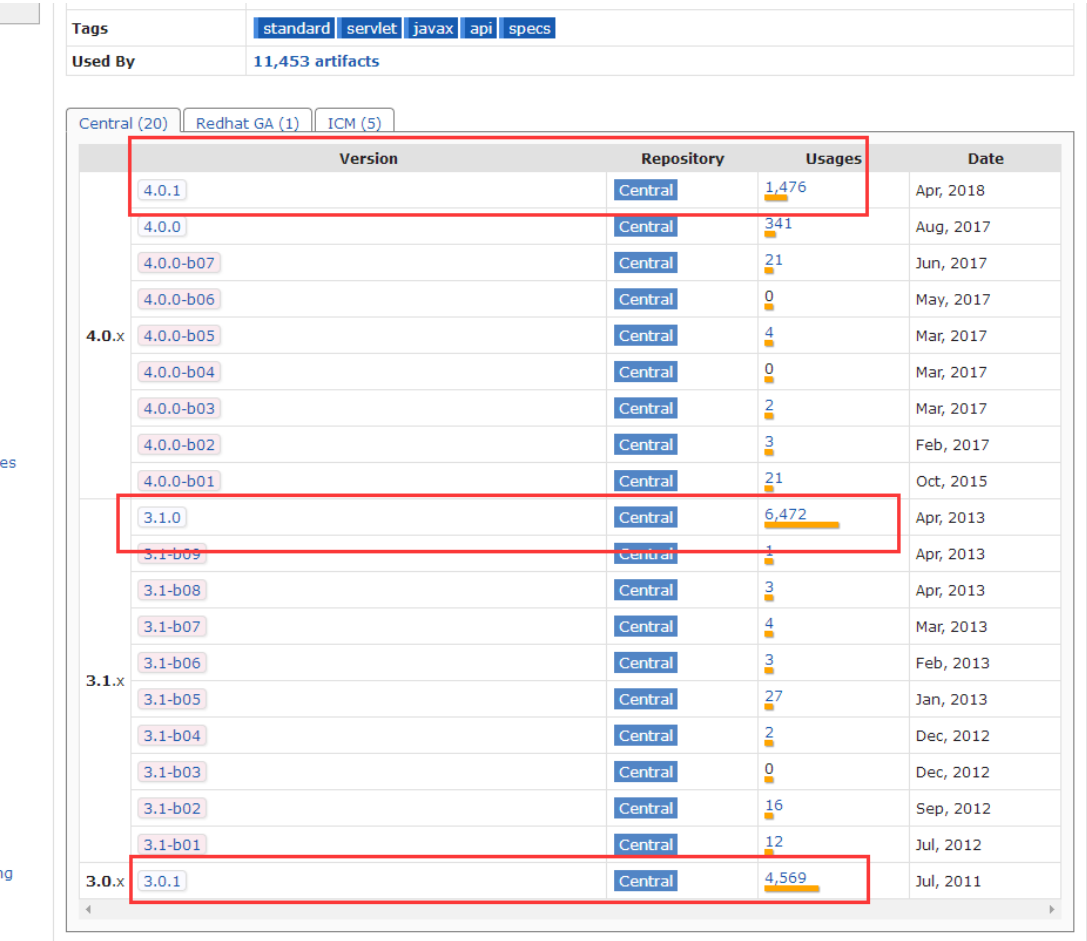 Tags standard servlet javax api specs
Used By 11,453 artifacts
Central (20) Redhat GA (1) ICM (5)
Version Repository Usages Date
4.0.1 Central 1,476 Apr, 2018
4.0.0 Central 341 Aug, 2017
4.0.0-b07 Central 21 Jun, 2017
4.0.0-b06 Central 0 May, 2017
4.0.x 4.0.0-b05 Central 4 Mar, 2017
4.0.0-b04 Central 0 Mar, 2017
4.0.0-b03 Central 2 Mar, 2017
4.0.0-b02 Central 3 Feb, 2017
es
4.0.0-b01 Central 21 Oct, 2015
3.1.0 Central 6,472 Apr, 2013
3.1-b09 Central 1 Apr, 2013
3.1-b08 Central 3 Apr, 2013
3.1-b07 Central 4 Mar, 2013
3.1-b06 Central 3 Feb, 2013
3.1.x 3.1-b05 Central 27 Jan, 2013
3.1-b04 Central 2 Dec, 2012
3.1-b03 Central 0 Dec, 2012
3.1-b02 Central 16 Sep, 2012
3.1-b01 Central 12 Jul, 2012
ng
3.0.x 3.0.1 Central 4,569 Jul, 2011